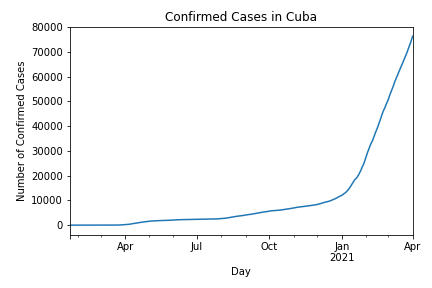 Confirmed Cases in Cuba
80000
70000
60000
50000
40000
30000
20000
10000
0
Number of Confirmed Cases
Apr
Jul
Oct
Jan
2021
Apr
Day